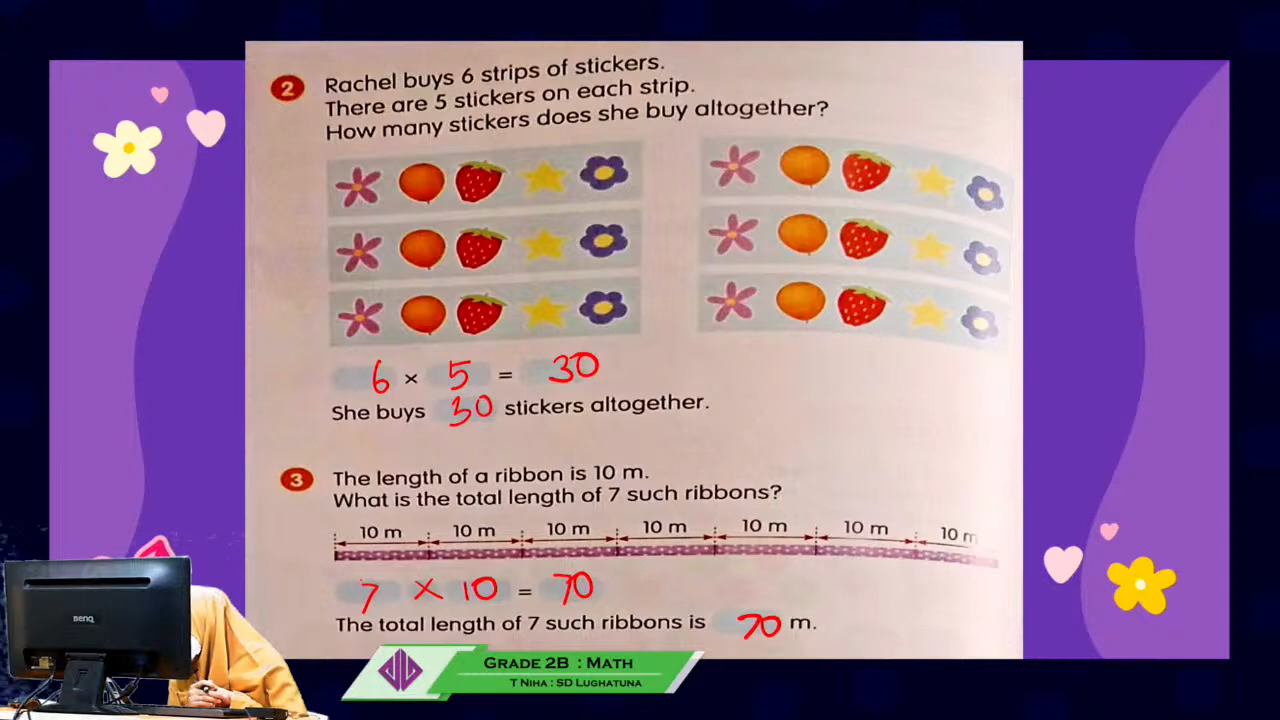 2
Rachel buys 6 strips of stickers.
There are 5 stickers on each strip.
How many stickers does she buy altogether?
6 × 5 = 30
She buys 30 stickers altogether.
3
The length of a ribbon is 10 m.
What is the total length of 7 such ribbons?
10 m 10 m 10 m 10 m 10 m 10 m 10 m
7 × 10 = 70
The total length of 7 such ribbons is 70 m.
BENQ
GRADE 2B : MATH
T NIHA : SD LUGHATUNA